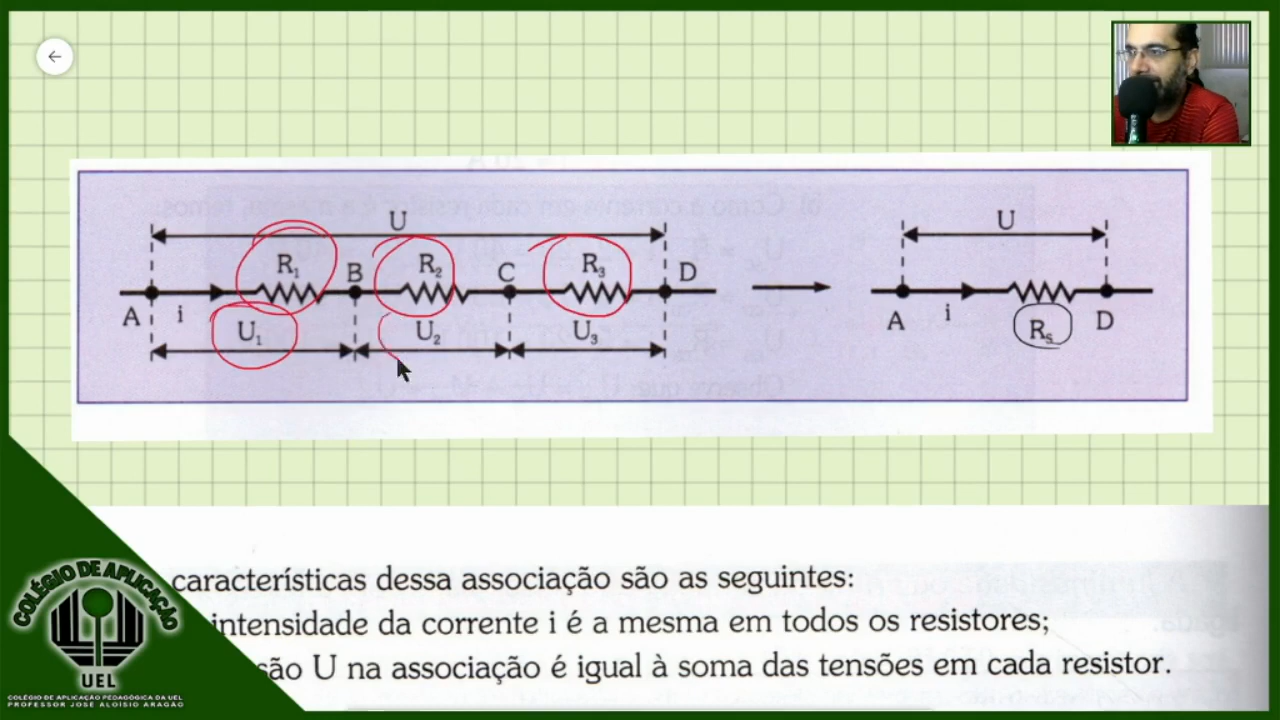 U
R₁ B R₂ C R₃ D
A i U₁ U₂ U₃
U
A i Rₛ D
características dessa associação são as seguintes:
intensidade da corrente i é a mesma em todos os resistores;
são U na associação é igual à soma das tensões em cada resistor.
COLÉGIO DE APLICAÇÃO
UEL
COLÉGIO DE APLICAÇÃO PEDAGÓGICA DA UEL
PROFESSOR JOSÉ ALOÍSIO ARAGÃO